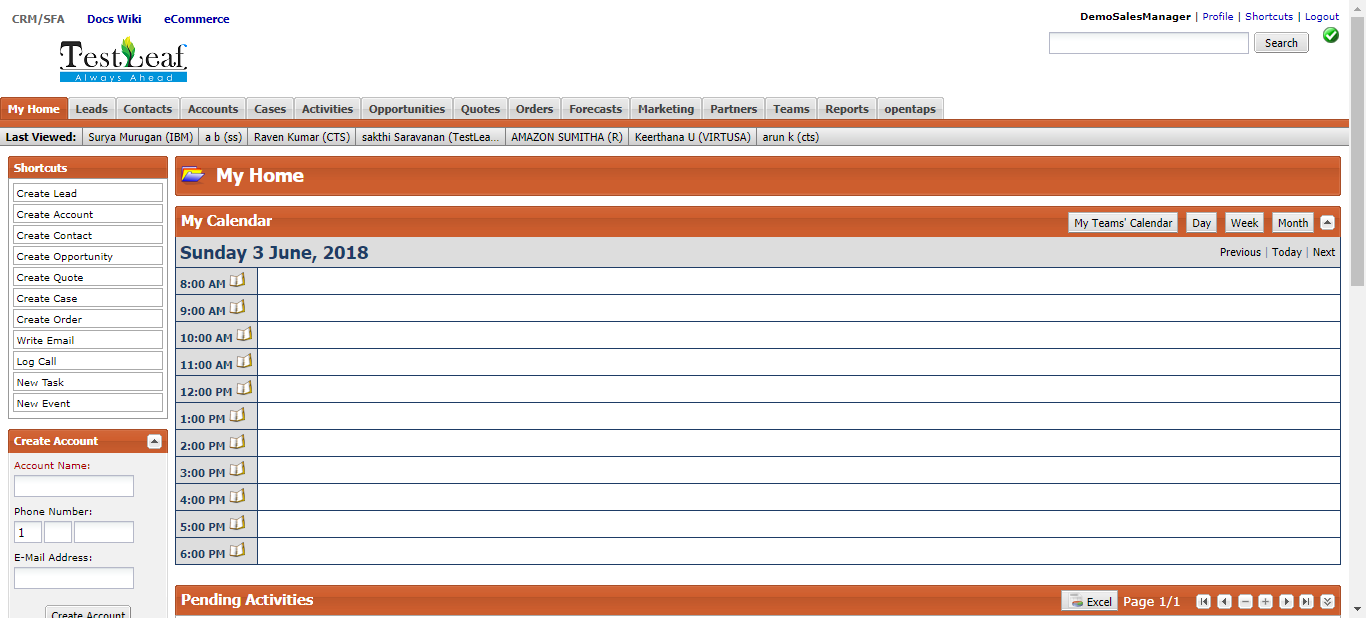 CRM/SFA Docs Wiki eCommerce
DemoSalesManager | Profile | Shortcuts | Logout
Search
TestLeaf
Always Ahead
My Home Leads Contacts Accounts Cases Activities Opportunities Quotes Orders Forecasts Marketing Partners Teams Reports opentaps
Last Viewed: Surya Murugan (IBM) a b (ss) Raven Kumar (CTS) sakthi Saravanan (TestLea... AMAZON SUMITHA (R) Keerthana U (VIRTUSA) arun k (cts)
Shortcuts
Create Lead
Create Account
Create Contact
Create Opportunity
Create Quote
Create Case
Create Order
Write Email
Log Call
New Task
New Event
Create Account
Account Name:
Phone Number:
1
E-Mail Address:
Create Account
My Home
My Calendar My Teams' Calendar Day Week Month
Sunday 3 June, 2018 Previous | Today | Next
8:00 AM
9:00 AM
10:00 AM
11:00 AM
12:00 PM
1:00 PM
2:00 PM
3:00 PM
4:00 PM
5:00 PM
6:00 PM
Pending Activities Excel Page 1/1